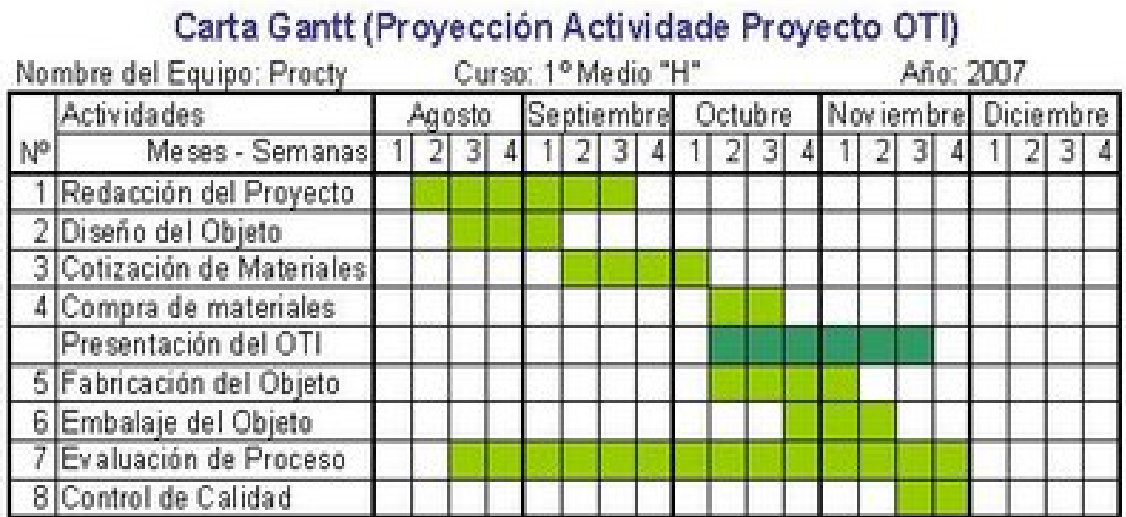 Carta Gantt (Proyección Actividade Proyecto OTI)
Nombre del Equipo: Procty Curso: 1º Medio "H" Año: 2007
Actividades Agosto Septiembre Octubre Noviembre Diciembre
Nº Meses - Semanas 1 2 3 4 1 2 3 4 1 2 3 4 1 2 3 4 1 2 3 4
1 Redacción del Proyecto
2 Diseño del Objeto
3 Cotización de Materiales
4 Compra de materiales
Presentación del OTI
5 Fabricación del Objeto
6 Embalaje del Objeto
7 Evaluación de Proceso
8 Control de Calidad